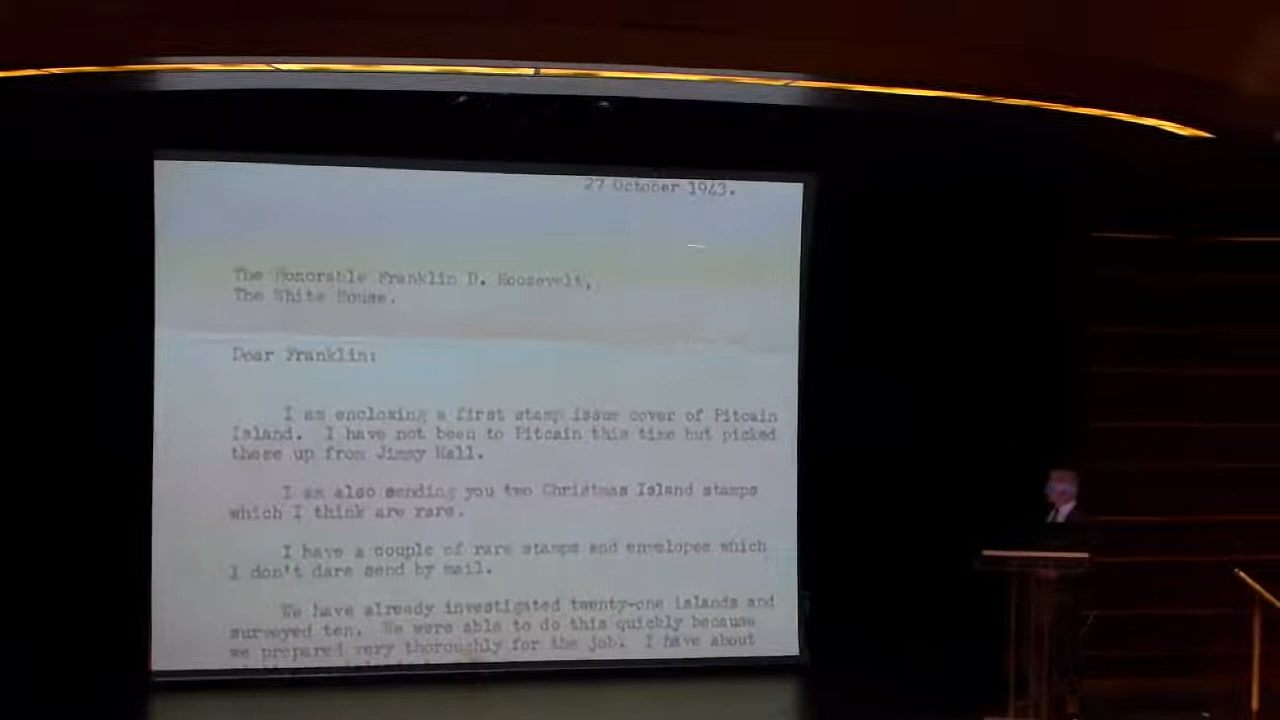 27 October 1943.
The Honorable Franklin D. Roosevelt,
The White House.
Dear Franklin:
I am enclosing a first stamp issue cover of Pitcain
Island. I have not been to Pitcain this time but picked
these up from Jimmy Hall.
I am also sending you two Christmas Island stamps
which I think are rare.
I have a couple of rare stamps and envelopes which
I don't dare send by mail.
We have already investigated twenty-one islands and
surveyed ten. We were able to do this quickly because
we prepared very thoroughly for the job. I have about